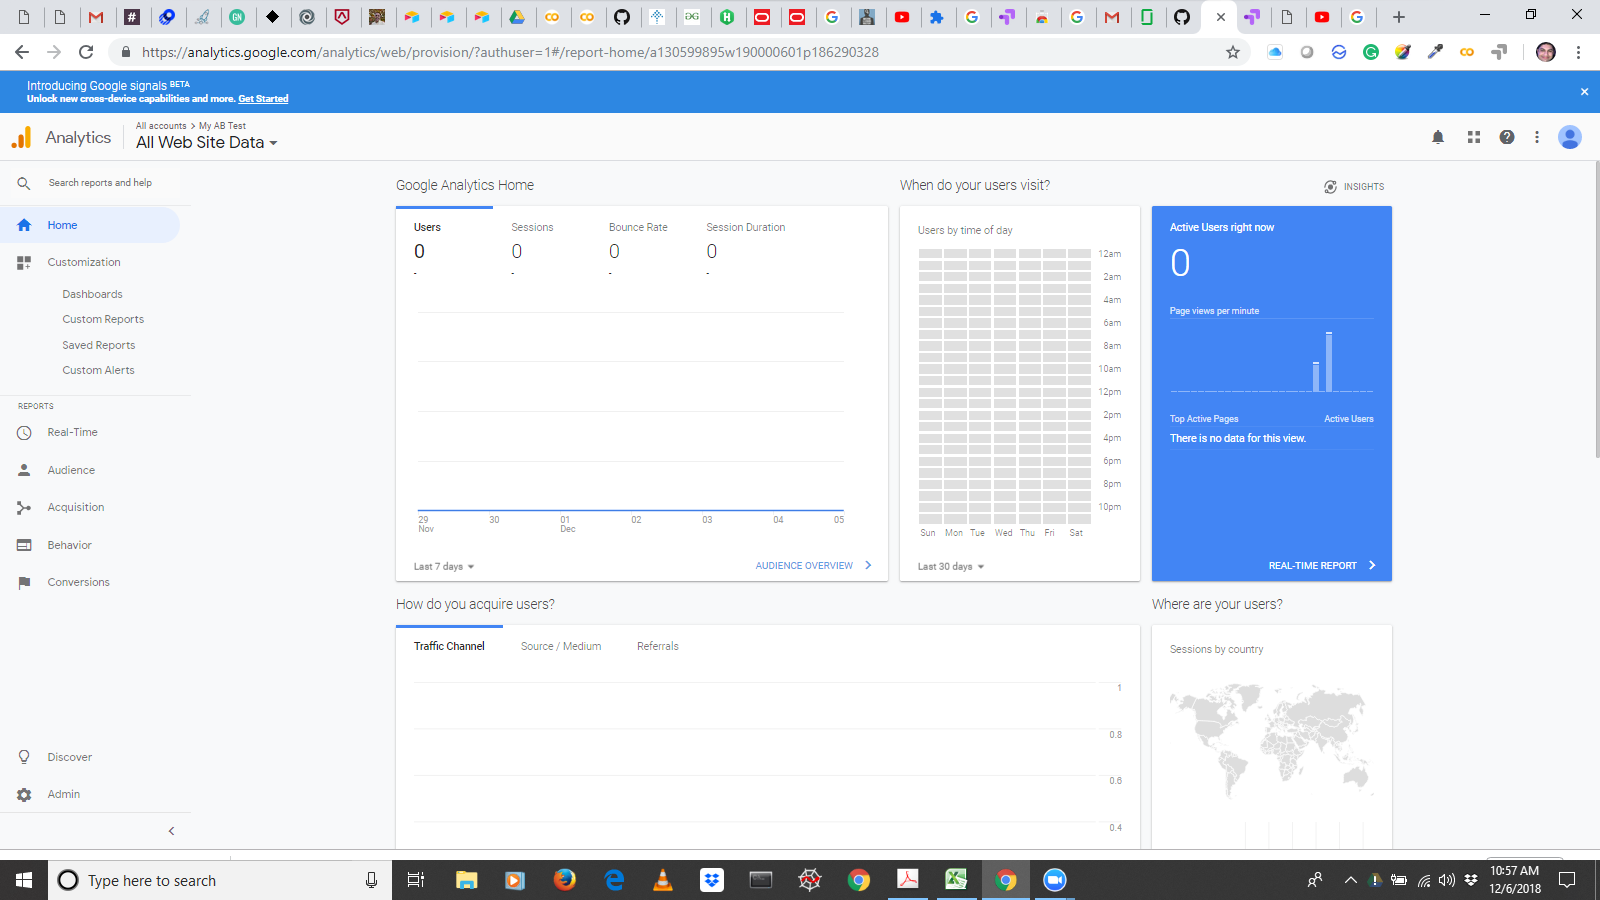 https://analytics.google.com/analytics/web/provision/?authuser=1#/report-home/a130599895w190000601p186290328
Introducing Google signals BETA
Unlock new cross-device capabilities and more. Get Started
Analytics
All accounts > My AB Test
All Web Site Data
Search reports and help
Home
Customization
Dashboards
Custom Reports
Saved Reports
Custom Alerts
REPORTS
Real-Time
Audience
Acquisition
Behavior
Conversions
Discover
Admin
Google Analytics Home
Users
0
-
Sessions
0
-
Bounce Rate
0
-
Session Duration
0
-
29 30 01 02 03 04 05
Nov Dec
Last 7 days
AUDIENCE OVERVIEW
When do your users visit?
INSIGHTS
Users by time of day
12am
2am
4am
6am
8am
10am
12pm
2pm
4pm
6pm
8pm
10pm
Sun Mon Tue Wed Thu Fri Sat
Last 30 days
Active Users right now
0
Page views per minute
Top Active Pages Active Users
There is no data for this view.
REAL-TIME REPORT
How do you acquire users?
Traffic Channel Source / Medium Referrals
1
0.8
0.6
0.4
Where are your users?
Sessions by country
Type here to search
10:57 AM
12/6/2018